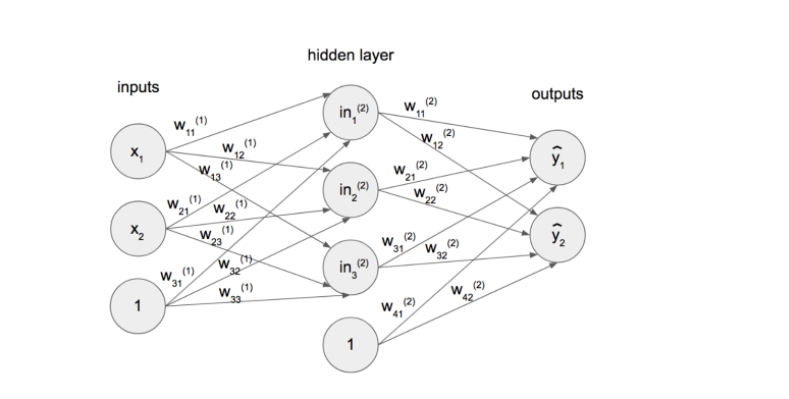 hidden layer
inputs
outputs
W₁₁⁽¹⁾
W₁₂⁽¹⁾
W₁₃⁽¹⁾
W₂₁⁽¹⁾
W₂₂⁽¹⁾
W₂₃⁽¹⁾
W₃₁⁽¹⁾
W₃₂⁽¹⁾
W₃₃⁽¹⁾
x₁
x₂
1
in₁⁽²⁾
in₂⁽²⁾
in₃⁽²⁾
1
W₁₁⁽²⁾
W₁₂⁽²⁾
W₂₁⁽²⁾
W₂₂⁽²⁾
W₃₁⁽²⁾
W₃₂⁽²⁾
W₄₁⁽²⁾
W₄₂⁽²⁾
ŷ₁
ŷ₂